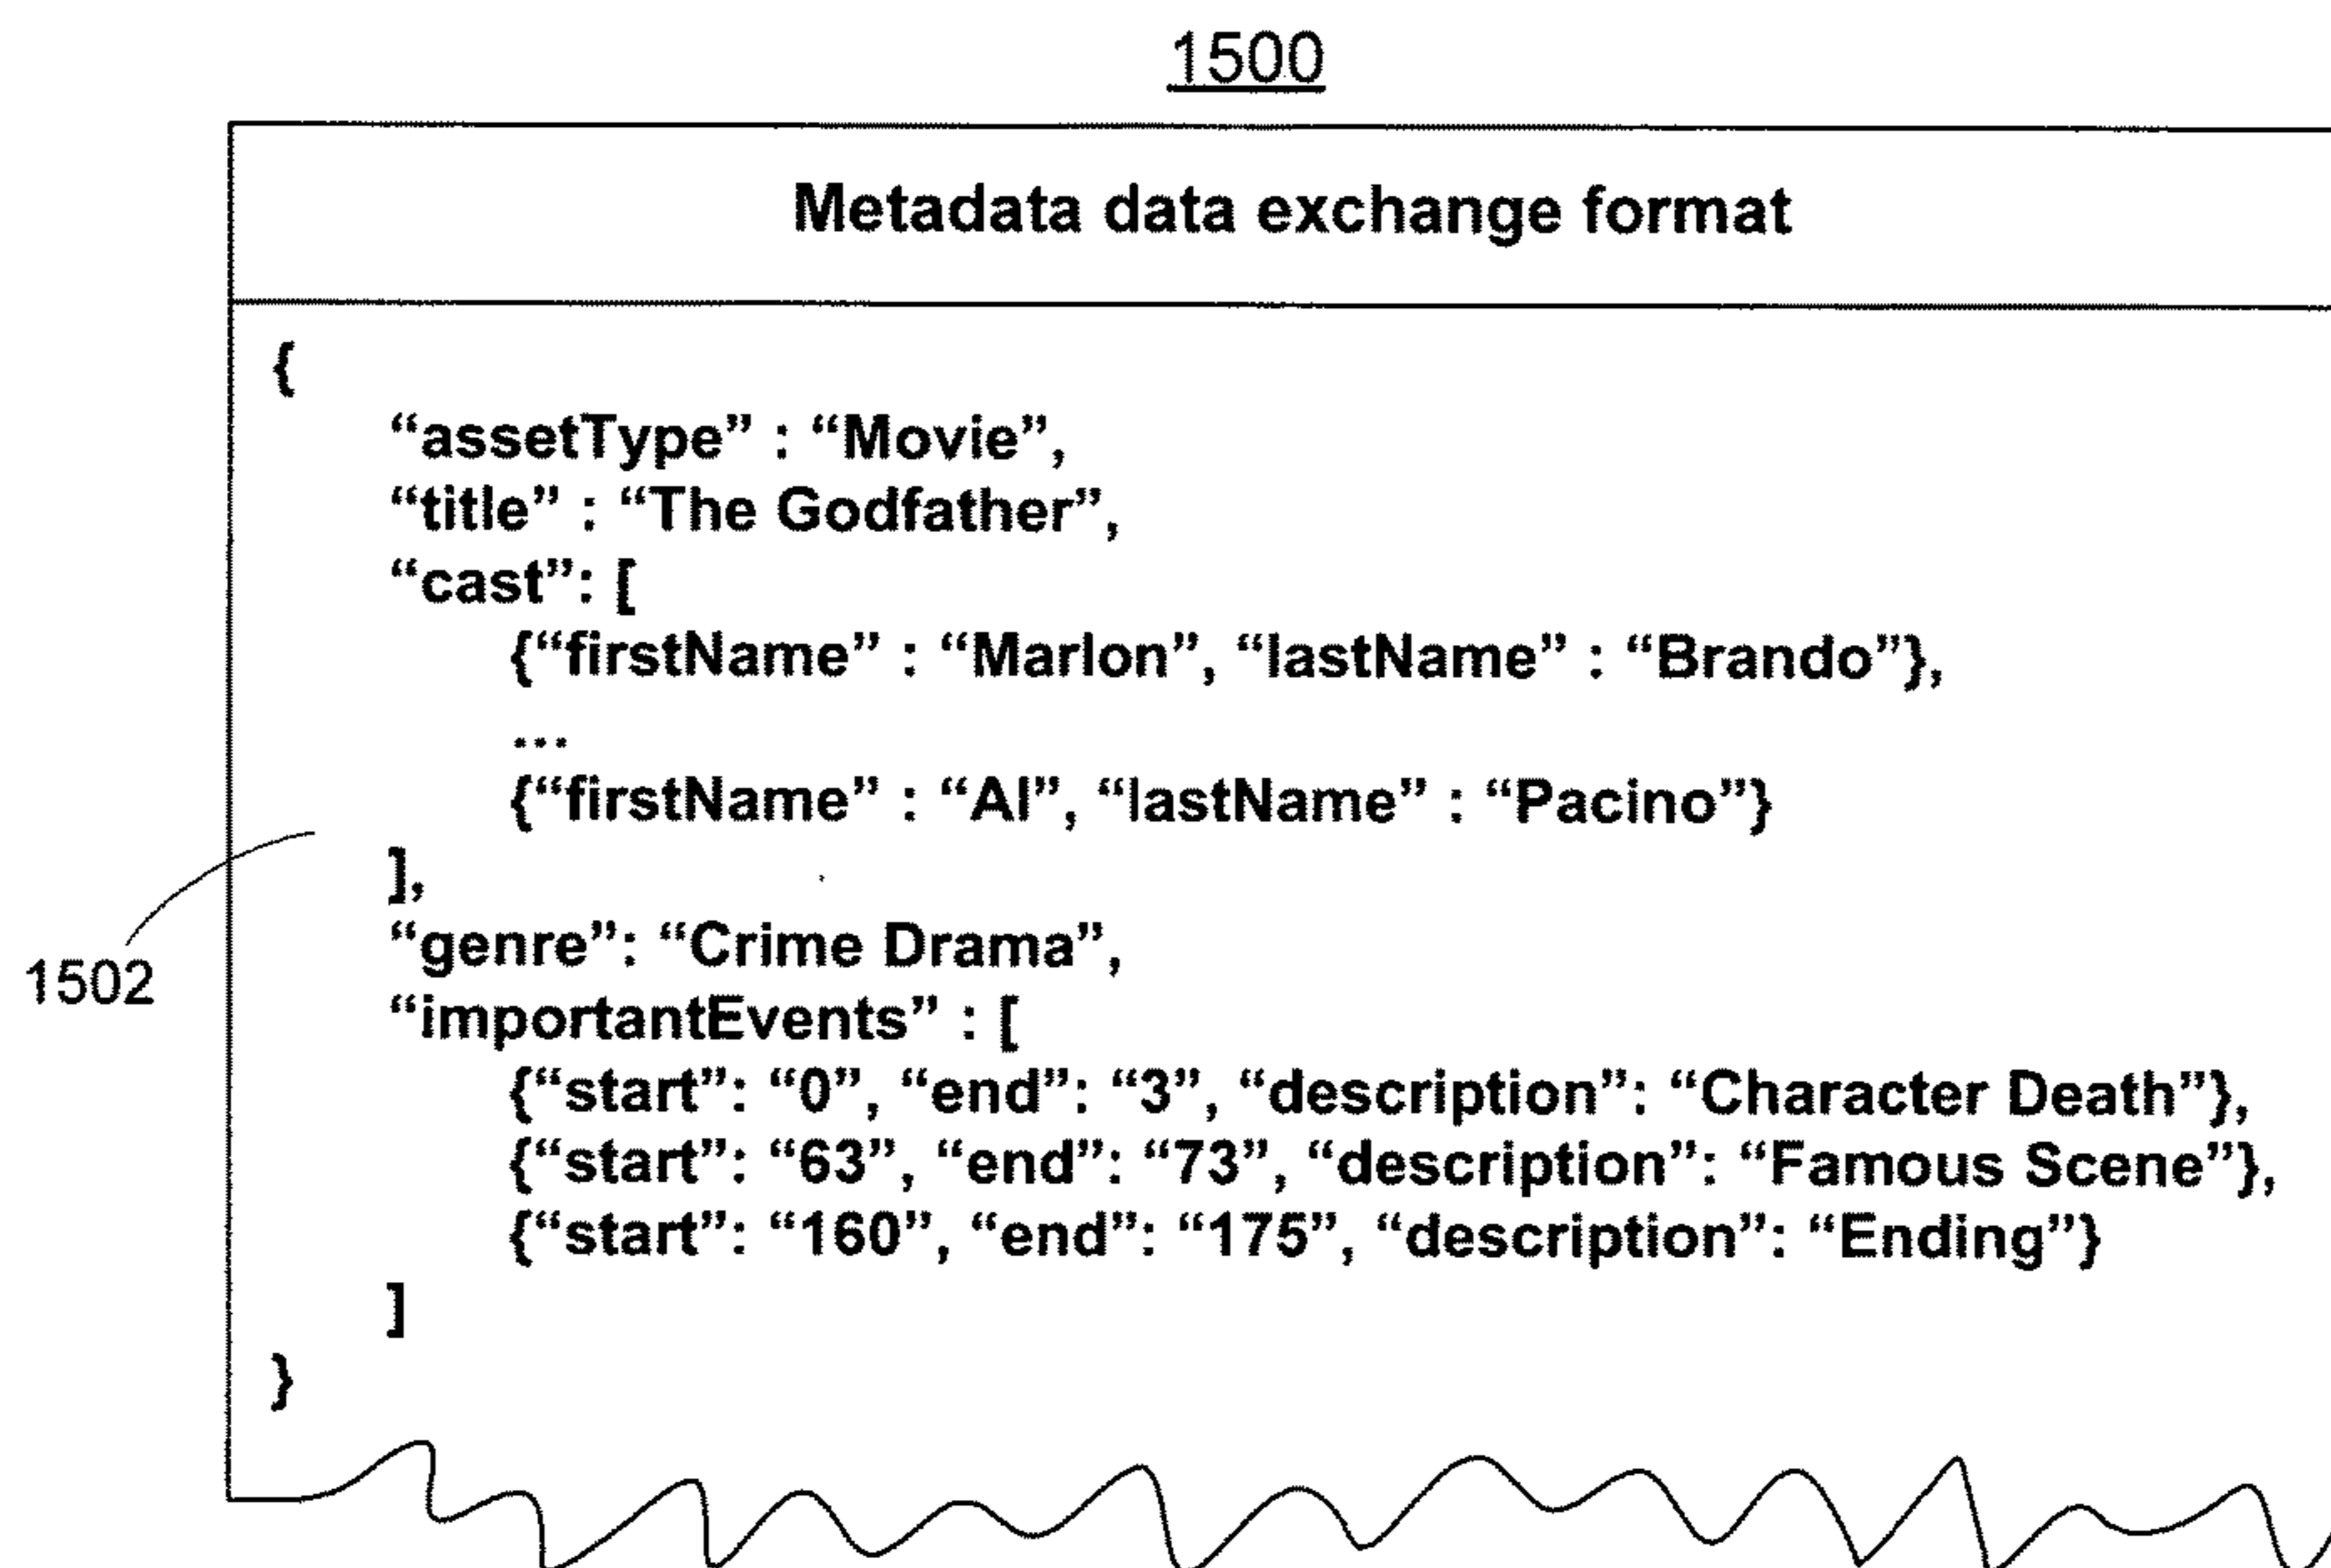 1500
Metadata data exchange format
{
“assetType” : “Movie”,
“title” : “The Godfather”,
“cast”: [
{“firstName” : “Marlon”, “lastName” : “Brando”},
...
{“firstName” : “Al”, “lastName” : “Pacino”}
],
“genre”: “Crime Drama”,
1502
“importantEvents” : [
{“start”: “0”, “end”: “3”, “description”: “Character Death”},
{“start”: “63”, “end”: “73”, “description”: “Famous Scene”},
{“start”: “160”, “end”: “175”, “description”: “Ending”}
]
}